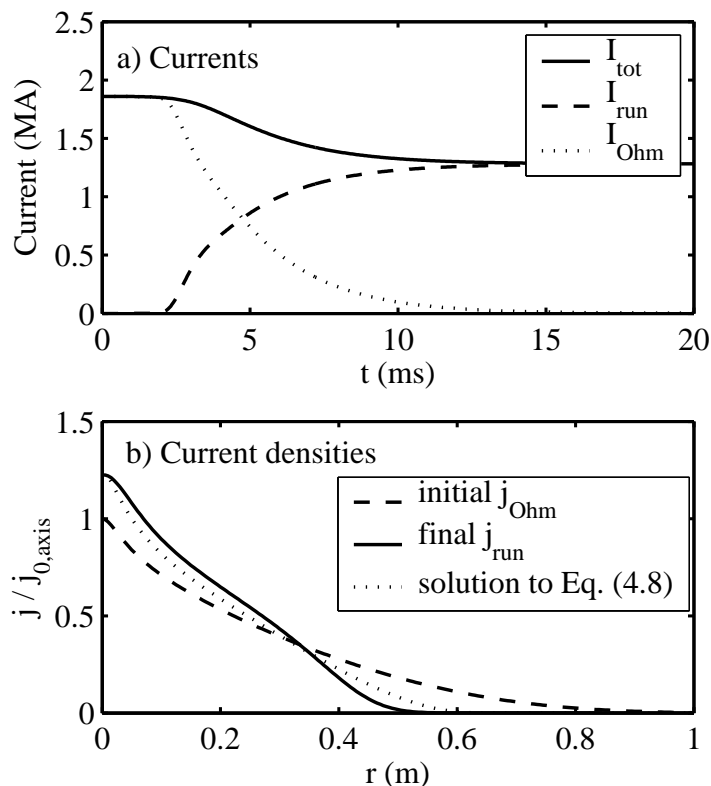 2.5
a) Currents
I_tot
I_run
I_Ohm
2
1.5
1
0.5
0
Current (MA)
0 5 10 15 20
t (ms)
1.5
b) Current densities
initial j_Ohm
final j_run
solution to Eq. (4.8)
1
0.5
0
j / j_0,axis
0 0.2 0.4 0.6 0.8 1
r (m)